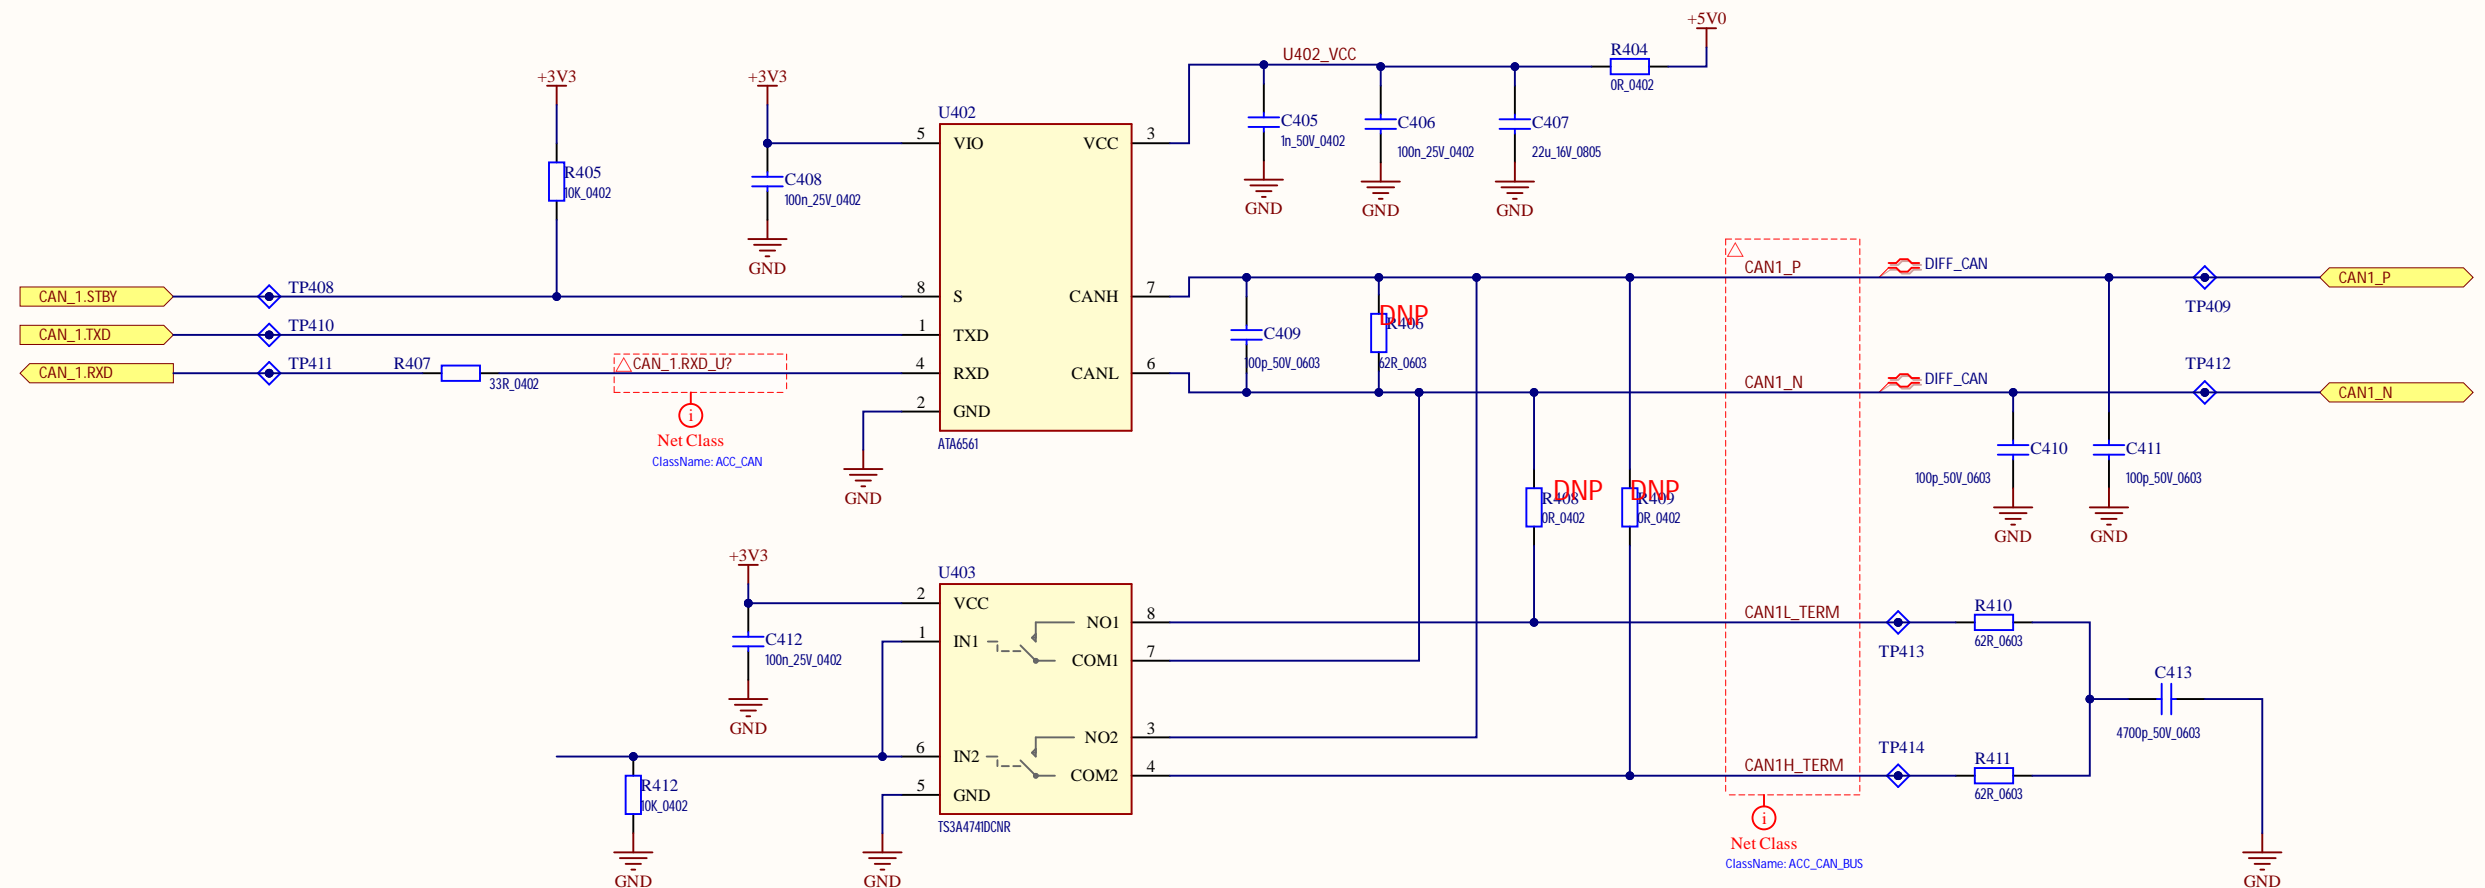 +5V0
U402_VCC
R404
0R_0402
+3V3
+3V3
U402
C405
1n_50V_0402
C406
100n_25V_0402
C407
22u_16V_0805
5
VIO
VCC
3
R405
10K_0402
C408
100n_25V_0402
GND
GND
GND
GND
CAN_1.STBY
TP408
8
S
CANH
7
CAN1_P
DIFF_CAN
CAN1_P
TP409
CAN_1.TXD
TP410
1
TXD
C409
100p_50V_0603
DNP
R406
62R_0603
CAN_1.RXD
TP411
R407
33R_0402
CAN_1.RXD_U?
4
RXD
CANL
6
CAN1_N
DIFF_CAN
TP412
CAN1_N
2
GND
i
Net Class
ClassName: ACC_CAN
ATA6561
GND
C410
100p_50V_0603
C411
100p_50V_0603
GND
GND
DNP
R408
0R_0402
DNP
R409
0R_0402
+3V3
U403
2
VCC
1
IN1
NO1
8
COM1
7
C412
100n_25V_0402
GND
CAN1L_TERM
TP413
R410
62R_0603
C413
4700p_50V_0603
NO2
3
6
IN2
COM2
4
5
GND
TS3A4741DCNR
CAN1H_TERM
TP414
R411
62R_0603
R412
10K_0402
GND
GND
i
Net Class
ClassName: ACC_CAN_BUS
GND